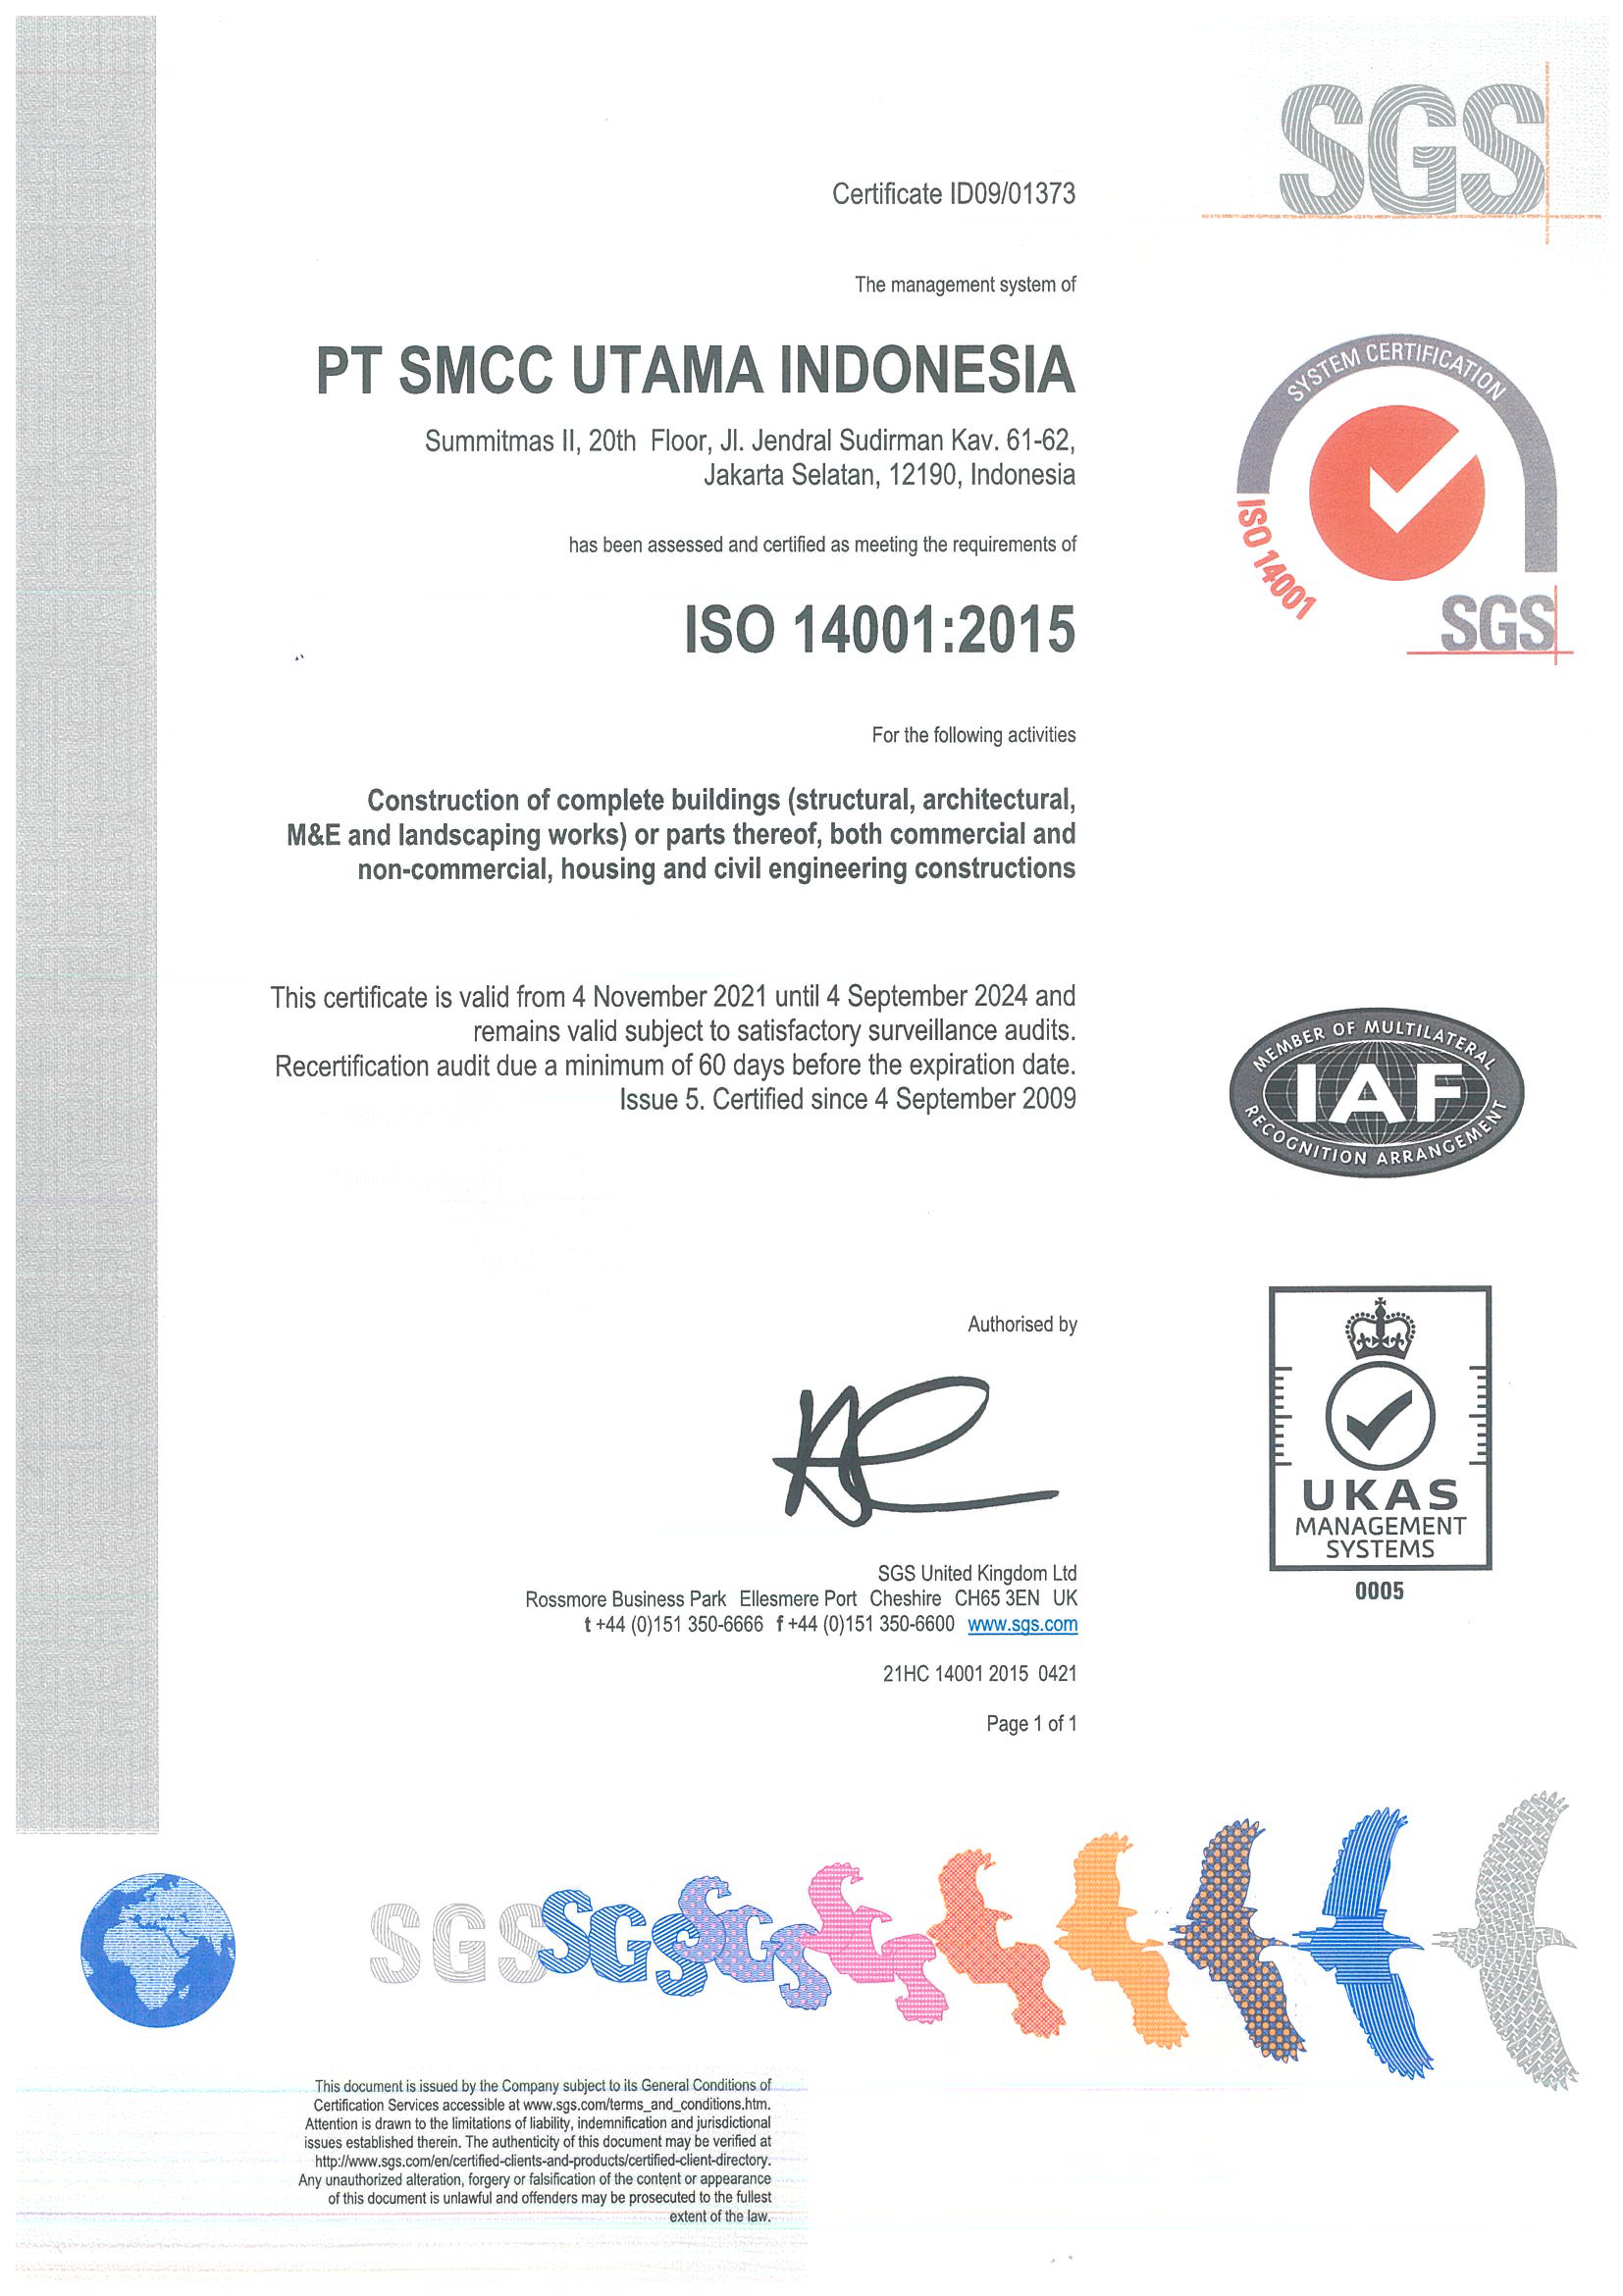 SGS
Certificate ID09/01373
The management system of
PT SMCC UTAMA INDONESIA
Summitmas II, 20th Floor, Jl. Jendral Sudirman Kav. 61-62,
Jakarta Selatan, 12190, Indonesia
SYSTEM CERTIFICATION
ISO 14001
SGS
has been assessed and certified as meeting the requirements of
ISO 14001:2015
For the following activities
Construction of complete buildings (structural, architectural,
M&E and landscaping works) or parts thereof, both commercial and
non-commercial, housing and civil engineering constructions
This certificate is valid from 4 November 2021 until 4 September 2024 and
remains valid subject to satisfactory surveillance audits.
Recertification audit due a minimum of 60 days before the expiration date.
Issue 5. Certified since 4 September 2009
MEMBER OF MULTILATERAL
IAF
RECOGNITION ARRANGEMENT
Authorised by
UKAS
MANAGEMENT
SYSTEMS
0005
SGS United Kingdom Ltd
Rossmore Business Park Ellesmere Port Cheshire CH65 3EN UK
t +44 (0)151 350-6666 f +44 (0)151 350-6600 www.sgs.com
21HC 14001 2015 0421
Page 1 of 1
SGS SGS SGS
This document is issued by the Company subject to its General Conditions of
Certification Services accessible at www.sgs.com/terms_and_conditions.htm.
Attention is drawn to the limitations of liability, indemnification and jurisdictional
issues established therein. The authenticity of this document may be verified at
http://www.sgs.com/en/certified-clients-and-products/certified-client-directory.
Any unauthorized alteration, forgery or falsification of the content or appearance
of this document is unlawful and offenders may be prosecuted to the fullest
extent of the law.